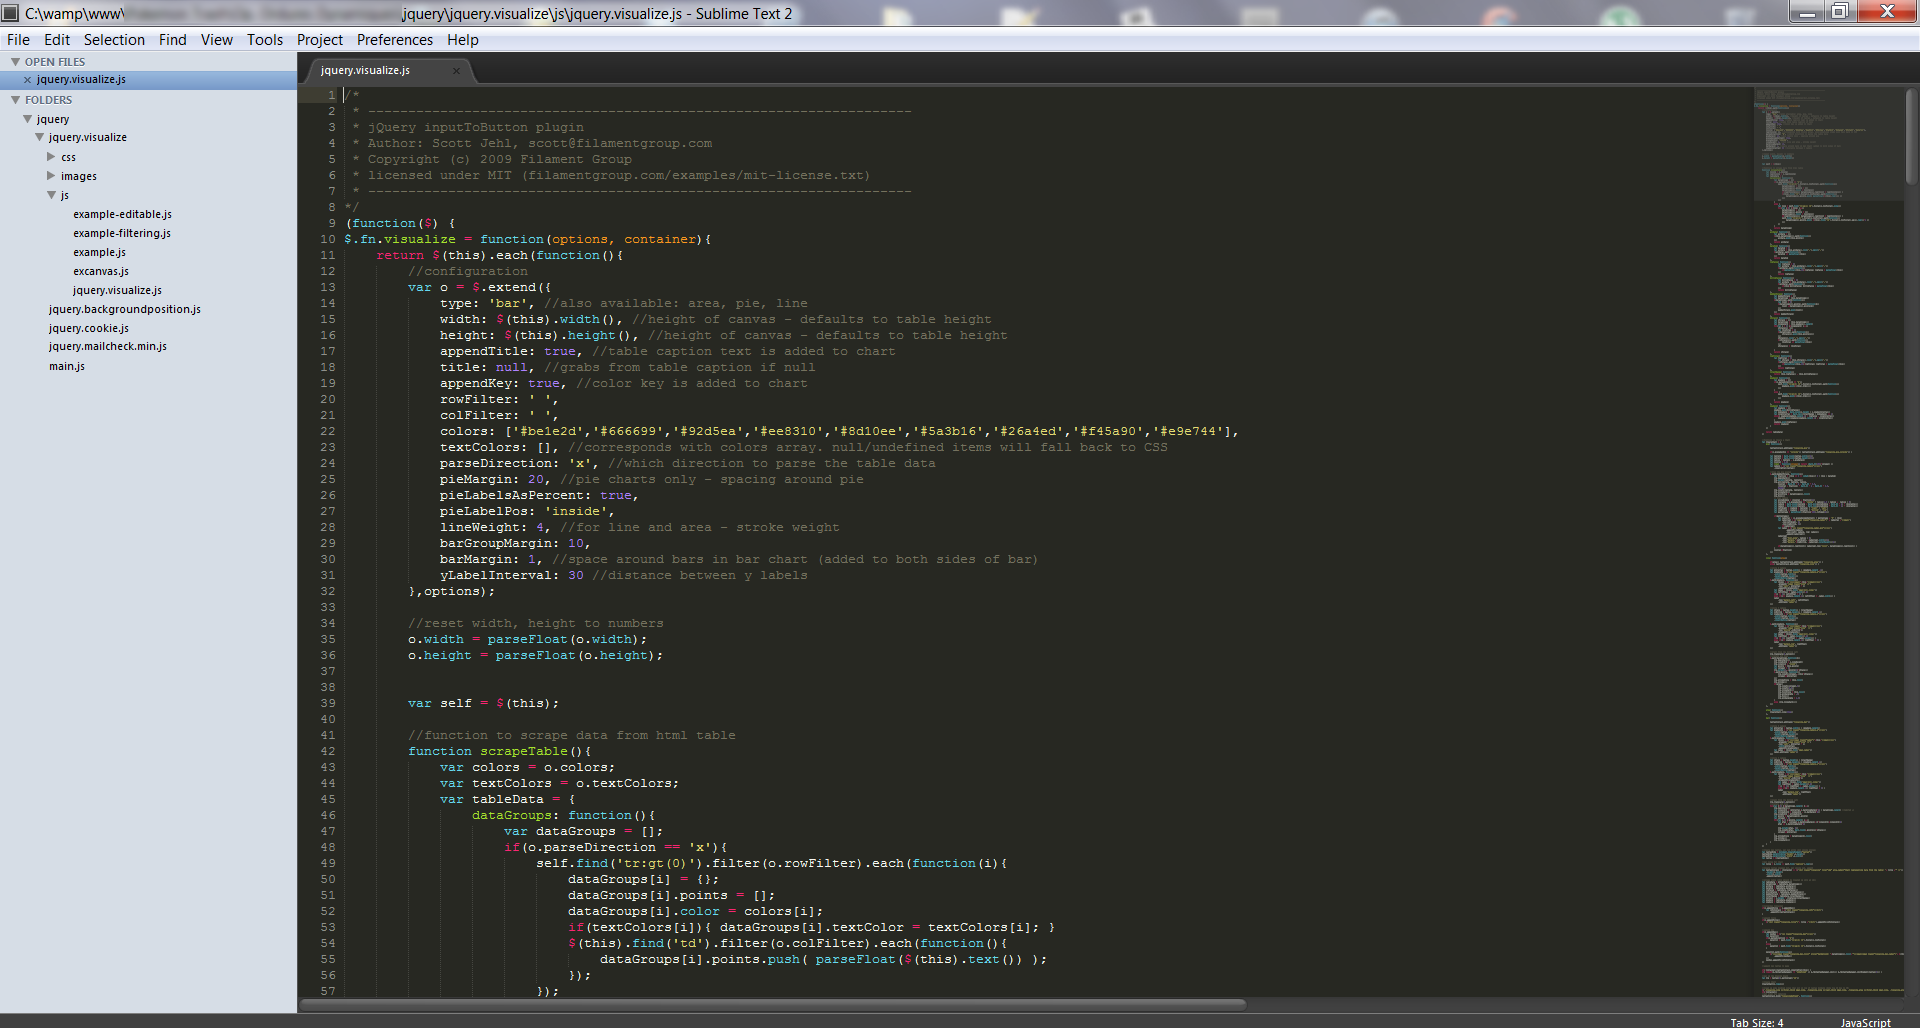 C:\wamp\www\ jquery\jquery.visualize\js\jquery.visualize.js - Sublime Text 2
File Edit Selection Find View Tools Project Preferences Help
OPEN FILES
jquery.visualize.js
FOLDERS
jquery
jquery.visualize
css
images
js
example-editable.js
example-filtering.js
example.js
excanvas.js
jquery.visualize.js
jquery.backgroundposition.js
jquery.cookie.js
jquery.mailcheck.min.js
main.js
jquery.visualize.js
1 /*
2  * --------------------------------------------------------------------
3  * jQuery inputToButton plugin
4  * Author: Scott Jehl, scott@filamentgroup.com
5  * Copyright (c) 2009 Filament Group
6  * licensed under MIT (filamentgroup.com/examples/mit-license.txt)
7  * --------------------------------------------------------------------
8 */
9 (function($) {
10 $.fn.visualize = function(options, container){
11     return $(this).each(function(){
12         //configuration
13         var o = $.extend({
14             type: 'bar', //also available: area, pie, line
15             width: $(this).width(), //height of canvas - defaults to table height
16             height: $(this).height(), //height of canvas - defaults to table height
17             appendTitle: true, //table caption text is added to chart
18             title: null, //grabs from table caption if null
19             appendKey: true, //color key is added to chart
20             rowFilter: ' ',
21             colFilter: ' ',
22             colors: ['#be1e2d','#666699','#92d5ea','#ee8310','#8d10ee','#5a3b16','#26a4ed','#f45a90','#e9e744'],
23             textColors: [], //corresponds with colors array. null/undefined items will fall back to CSS
24             parseDirection: 'x', //which direction to parse the table data
25             pieMargin: 20, //pie charts only - spacing around pie
26             pieLabelsAsPercent: true,
27             pieLabelPos: 'inside',
28             lineWeight: 4, //for line and area - stroke weight
29             barGroupMargin: 10,
30             barMargin: 1, //space around bars in bar chart (added to both sides of bar)
31             yLabelInterval: 30 //distance between y labels
32         },options);
33
34         //reset width, height to numbers
35         o.width = parseFloat(o.width);
36         o.height = parseFloat(o.height);
37
38
39         var self = $(this);
40
41         //function to scrape data from html table
42         function scrapeTable(){
43             var colors = o.colors;
44             var textColors = o.textColors;
45             var tableData = {
46                 dataGroups: function(){
47                     var dataGroups = [];
48                     if(o.parseDirection == 'x'){
49                         self.find('tr:gt(0)').filter(o.rowFilter).each(function(i){
50                             dataGroups[i] = {};
51                             dataGroups[i].points = [];
52                             dataGroups[i].color = colors[i];
53                             if(textColors[i]){ dataGroups[i].textColor = textColors[i]; }
54                             $(this).find('td').filter(o.colFilter).each(function(){
55                                 dataGroups[i].points.push( parseFloat($(this).text()) );
56                             });
57                         });
Tab Size: 4 JavaScript